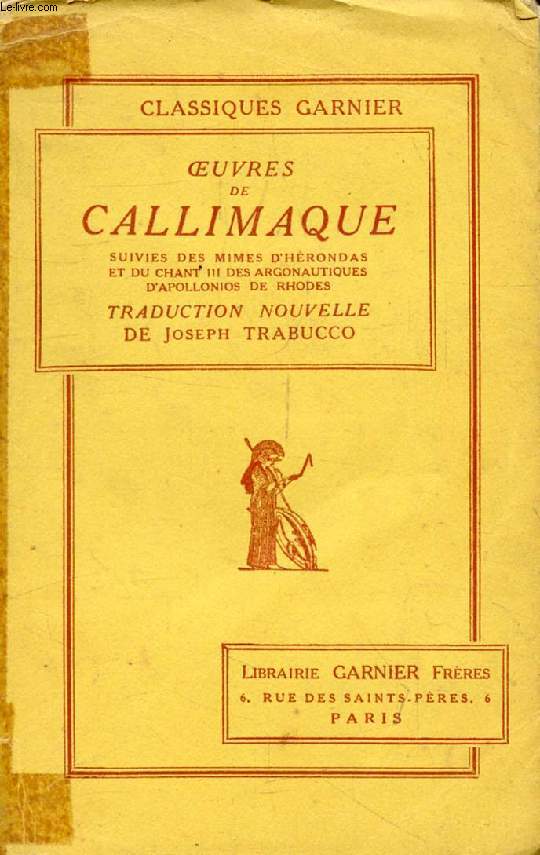 Le-livre.com
CLASSIQUES GARNIER
ŒUVRES
DE
CALLIMAQUE
SUIVIES DES MIMES D'HÉRONDAS
ET DU CHANT III DES ARGONAUTIQUES
D'APOLLONIOS DE RHODES
TRADUCTION NOUVELLE
DE JOSEPH TRABUCCO
LIBRAIRIE GARNIER FRÈRES
6, RUE DES SAINTS-PÈRES, 6
PARIS